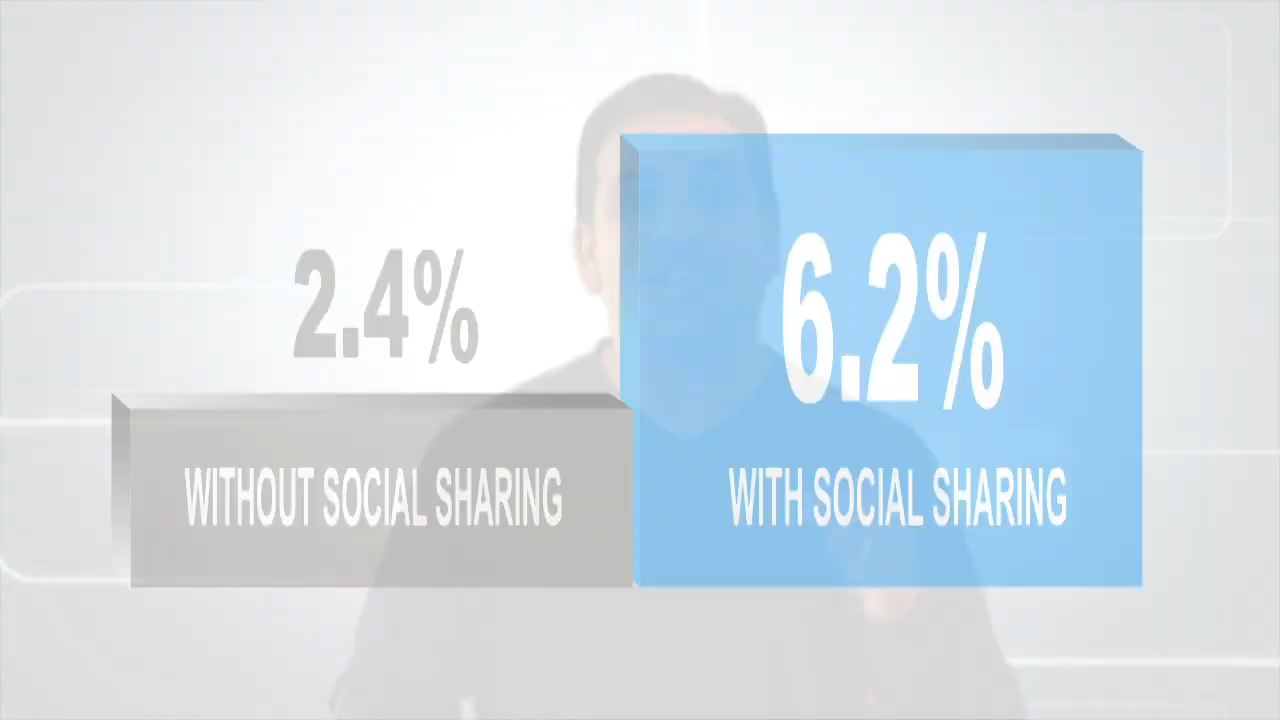 2.4%
6.2%
WITHOUT SOCIAL SHARING
WITH SOCIAL SHARING